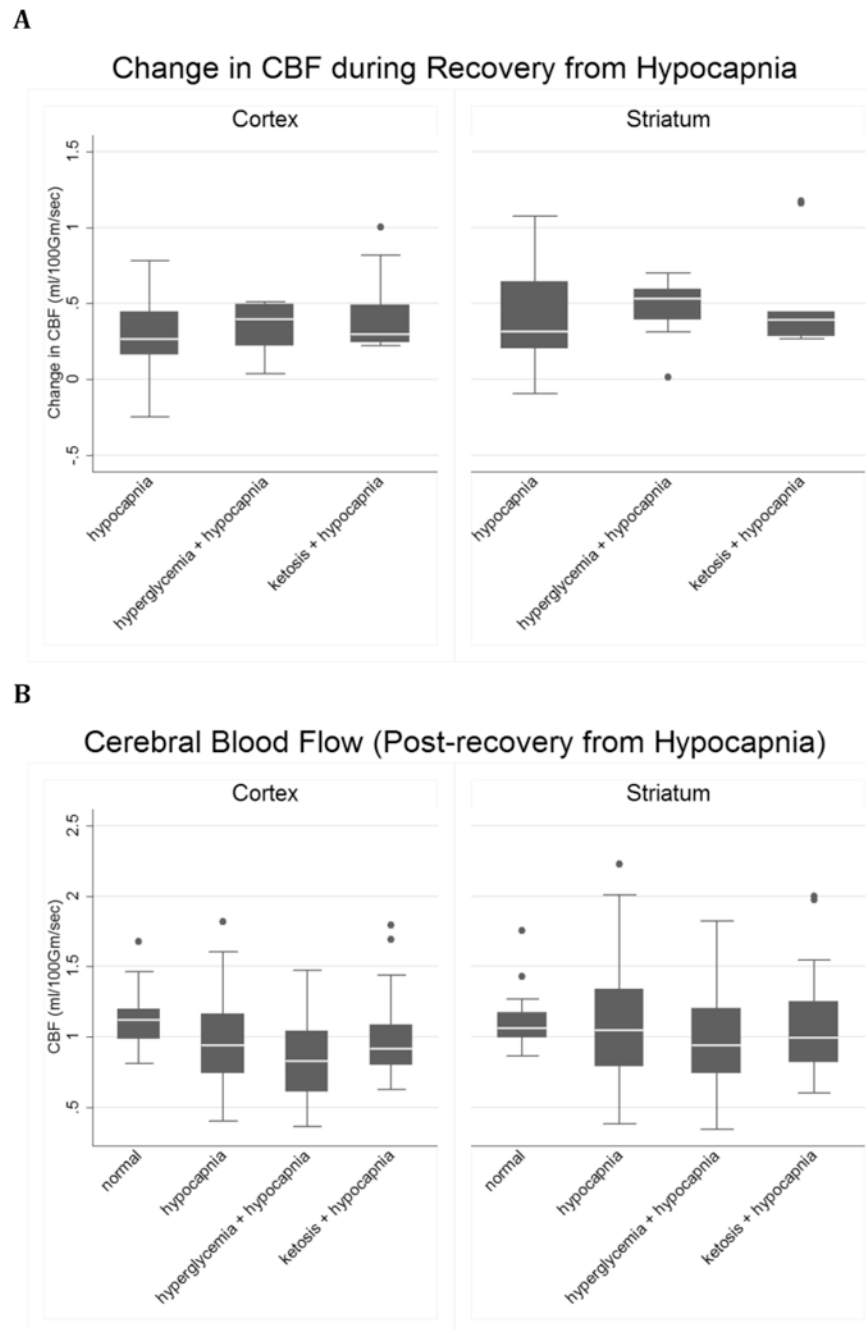 A
Change in CBF during Recovery from Hypocapnia
Cortex
Striatum
Change in CBF (ml/100Gm/sec)
1.5
1
.5
0
-.5
hypocapnia
hyperglycemia + hypocapnia
ketosis + hypocapnia
hypocapnia
hyperglycemia + hypocapnia
ketosis + hypocapnia
B
Cerebral Blood Flow (Post-recovery from Hypocapnia)
Cortex
Striatum
CBF (ml/100Gm/sec)
2.5
2
1.5
1
.5
normal
hypocapnia
hyperglycemia + hypocapnia
ketosis + hypocapnia
normal
hypocapnia
hyperglycemia + hypocapnia
ketosis + hypocapnia